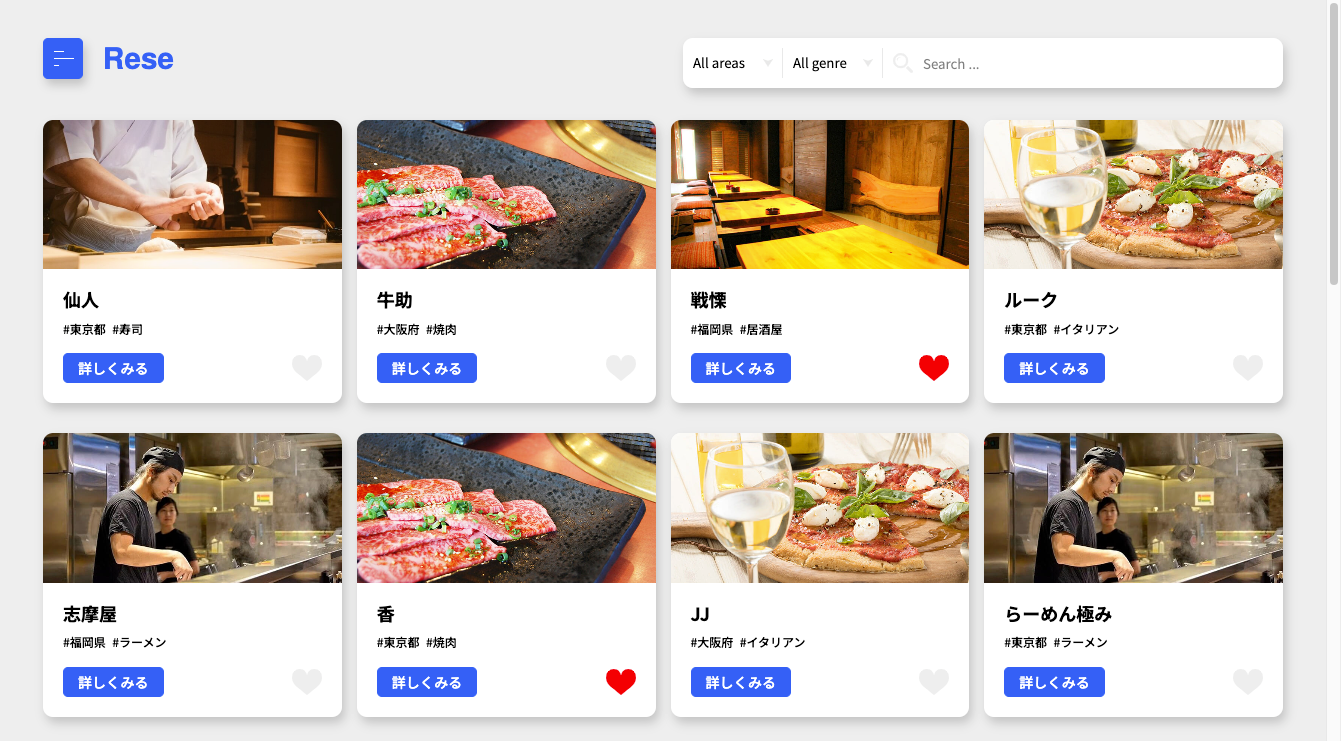 Rese
All areas
All genre
Search ...
仙人
#東京都 #寿司
詳しくみる
牛助
#大阪府 #焼肉
詳しくみる
戦慄
#福岡県 #居酒屋
詳しくみる
ルーク
#東京都 #イタリアン
詳しくみる
志摩屋
#福岡県 #ラーメン
詳しくみる
香
#東京都 #焼肉
詳しくみる
JJ
#大阪府 #イタリアン
詳しくみる
らーめん極み
#東京都 #ラーメン
詳しくみる